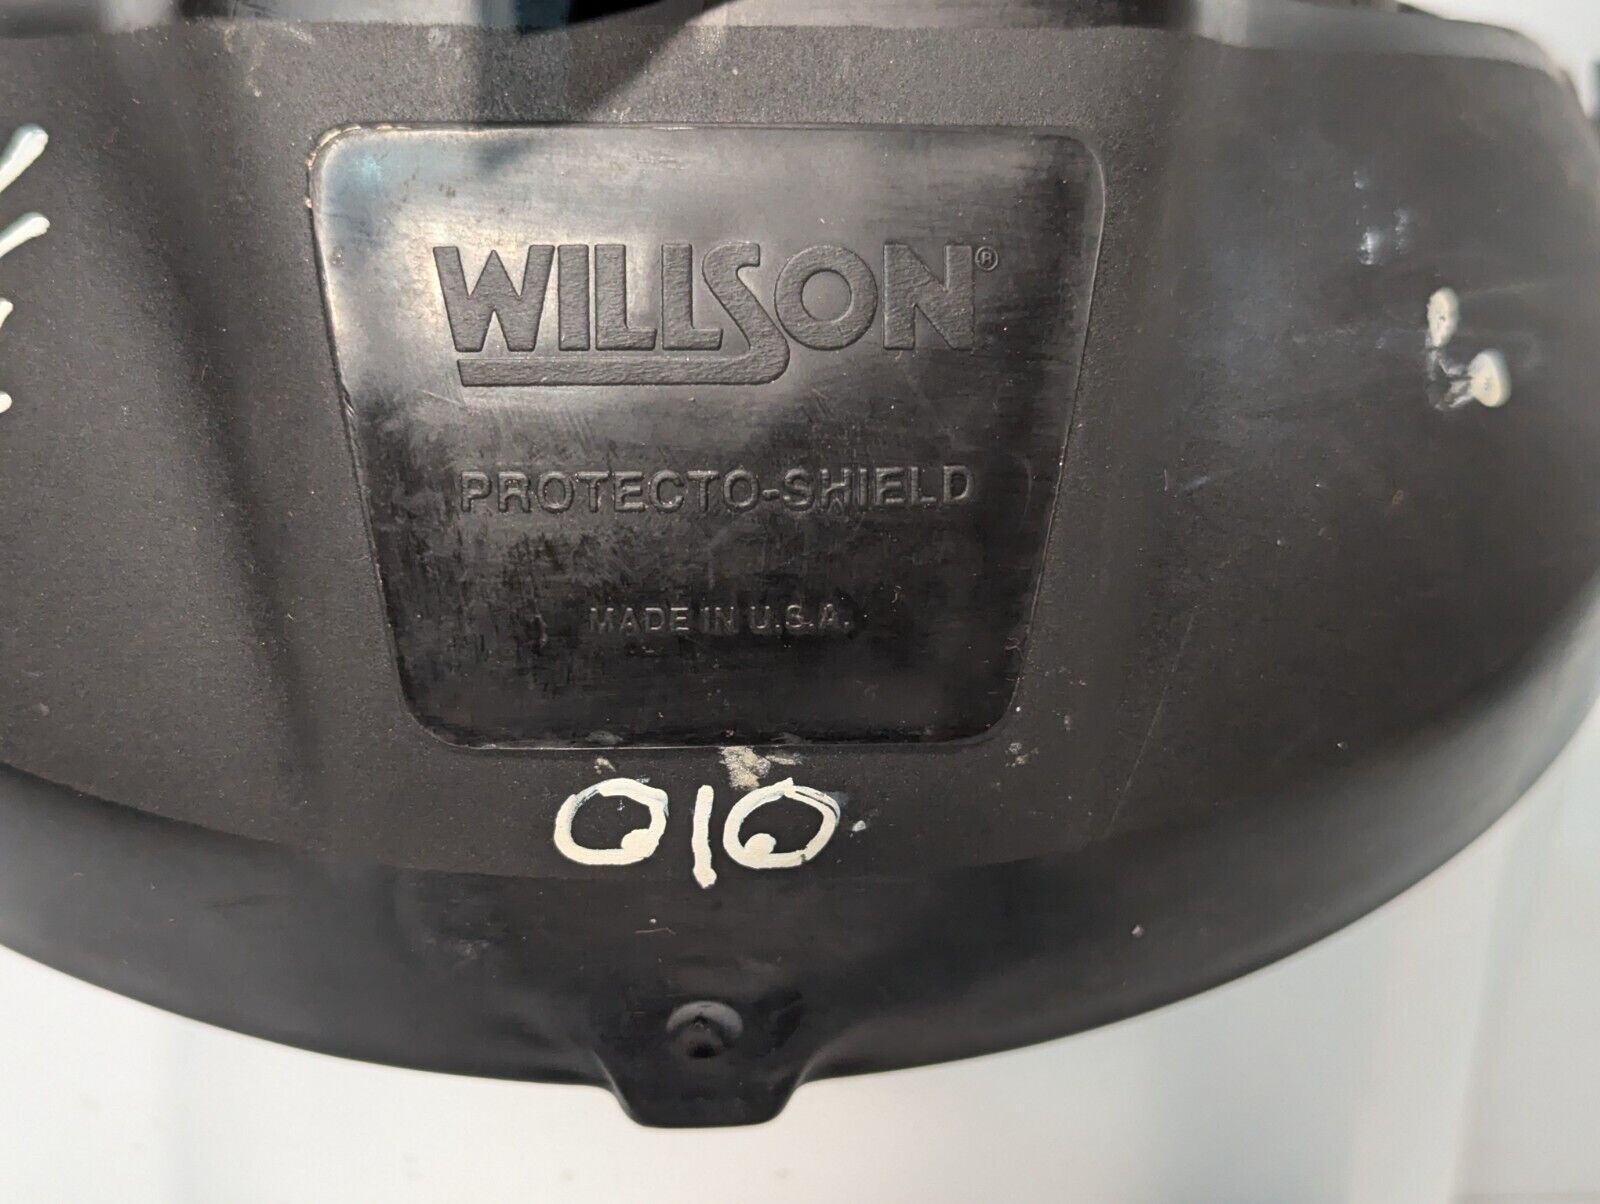 WILLSON®
PROTECTO-SHIELD
MADE IN U.S.A.
010